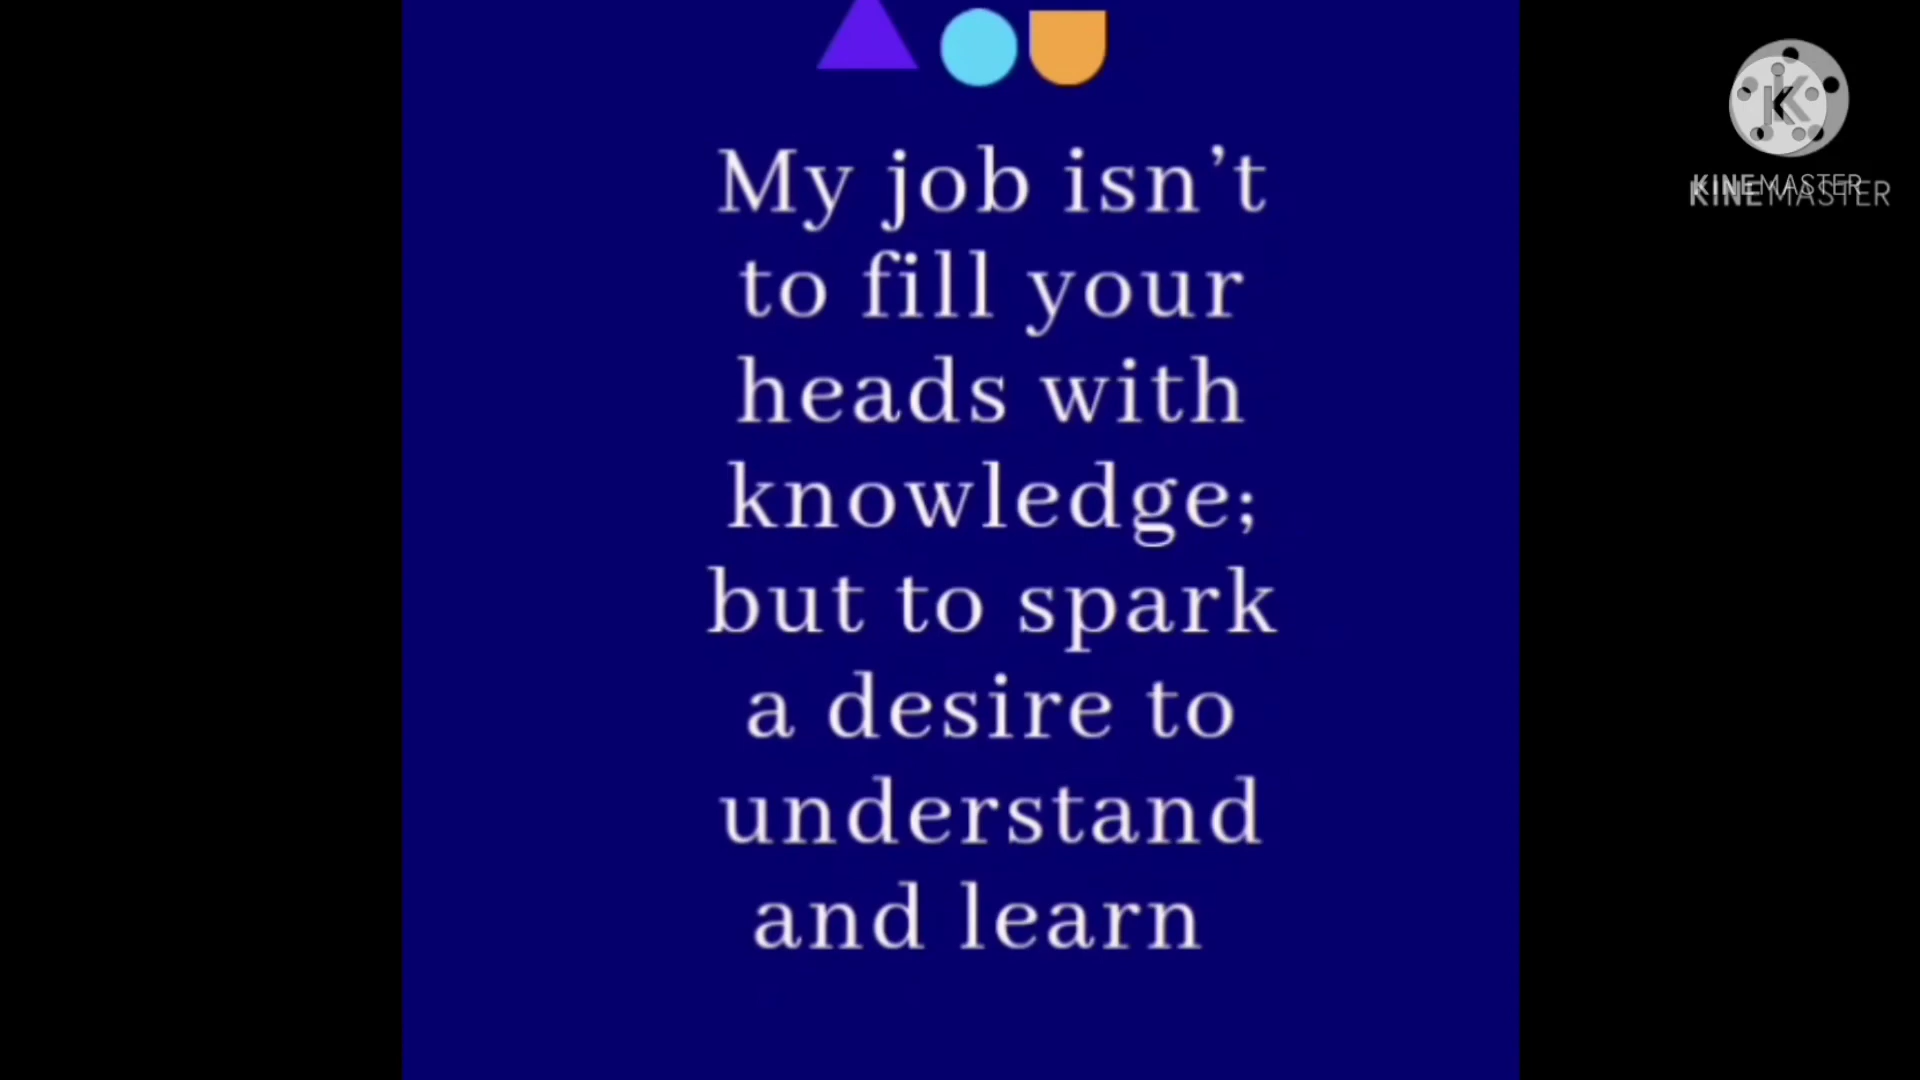 My job isn't
to fill your
heads with
knowledge;
but to spark
a desire to
understand
and learn
K
KINEMASTER
KINEMASTER